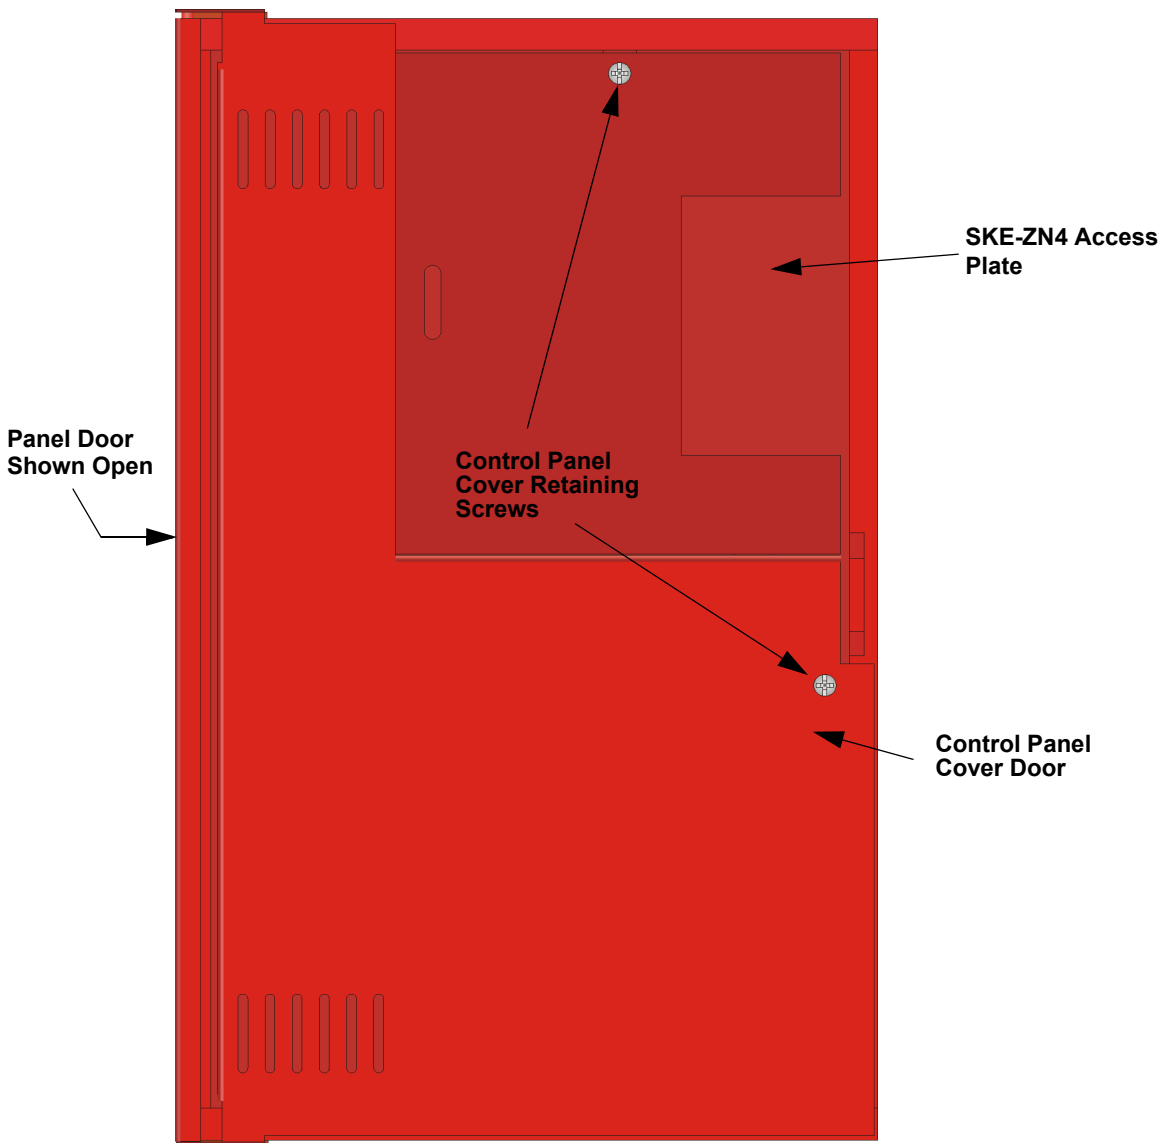 SKE-ZN4 Access
Plate
Panel Door
Shown Open
Control Panel
Cover Retaining
Screws
Control Panel
Cover Door